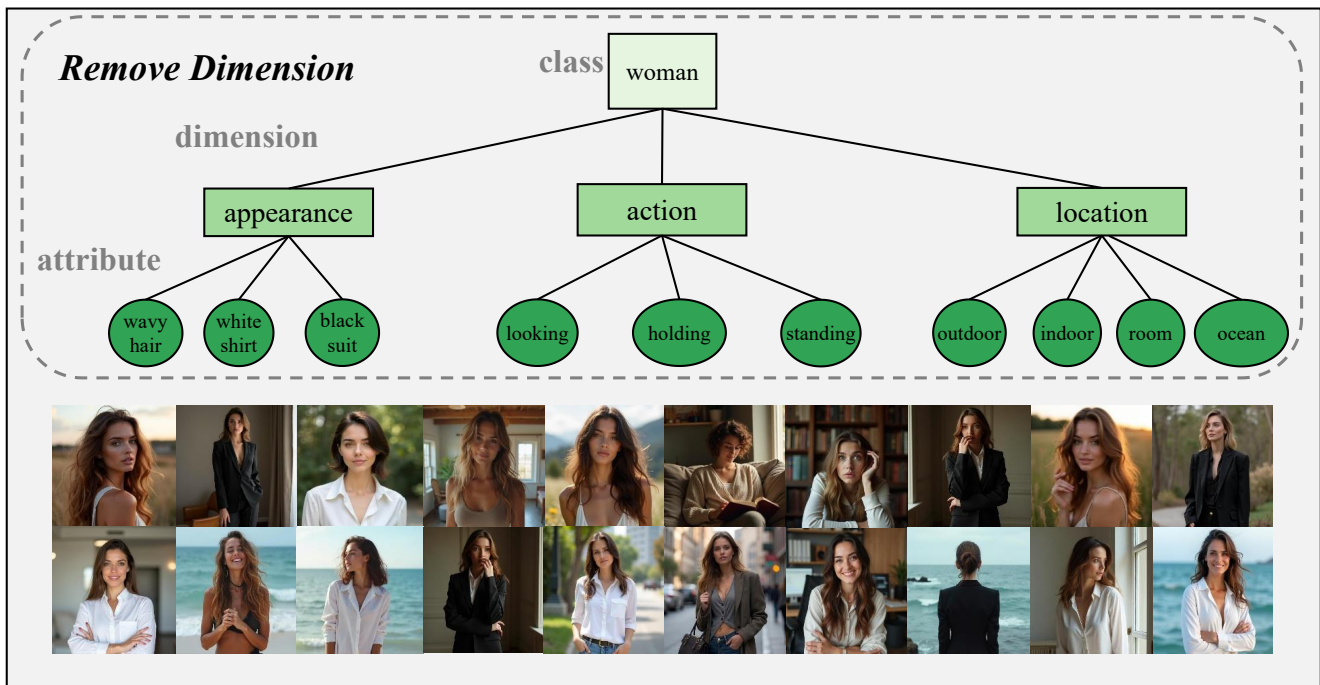 Remove Dimension
class
woman
dimension
appearance
action
location
attribute
wavy
hair
white
shirt
black
suit
looking
holding
standing
outdoor
indoor
room
ocean